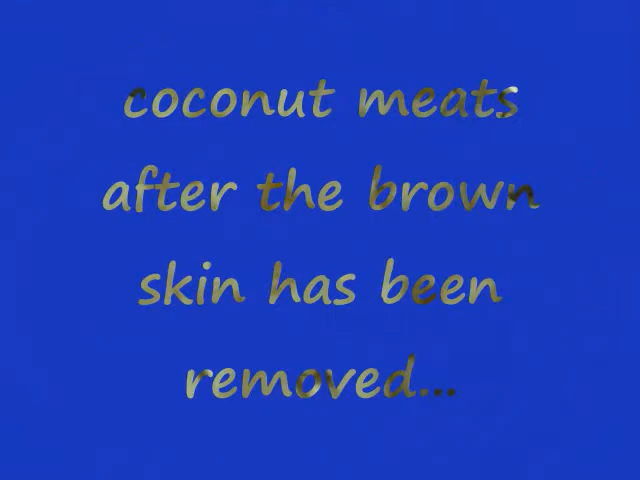 coconut meats
after the brown
skin has been
removed...